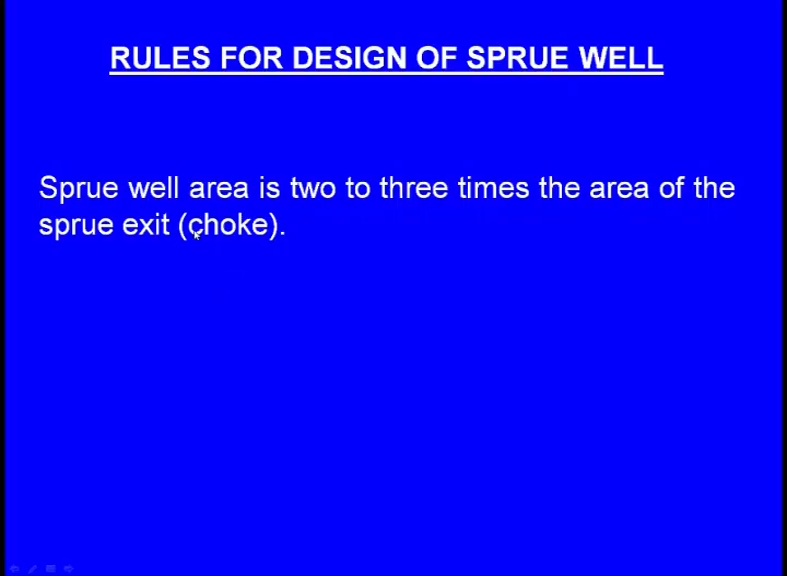 RULES FOR DESIGN OF SPRUE WELL
Sprue well area is two to three times the area of the
sprue exit (choke).